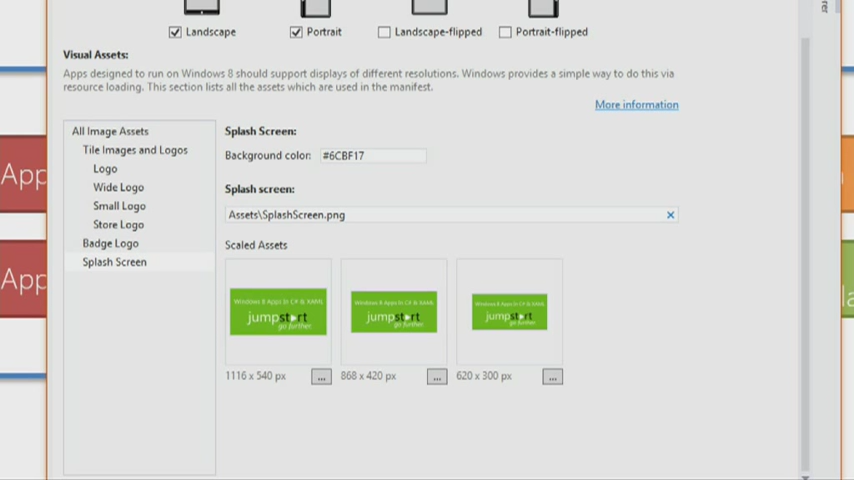 Landscape
Portrait
Landscape-flipped
Portrait-flipped
Visual Assets:
Apps designed to run on Windows 8 should support displays of different resolutions. Windows provides a simple way to do this via
resource loading. This section lists all the assets which are used in the manifest.
More information
All Image Assets
Tile Images and Logos
Logo
Wide Logo
Small Logo
Store Logo
Badge Logo
Splash Screen
Splash Screen:
Background color: #6CBF17
Splash screen:
Assets\SplashScreen.png
Scaled Assets
Windows 8 Apps In C# & XAML
jumpstart
go further.
Windows 8 Apps In C# & XAML
jumpstart
go further.
Windows 8 Apps In C# & XAML
jumpstart
go further.
1116 x 540 px ...
868 x 420 px ...
620 x 300 px ...
App
App